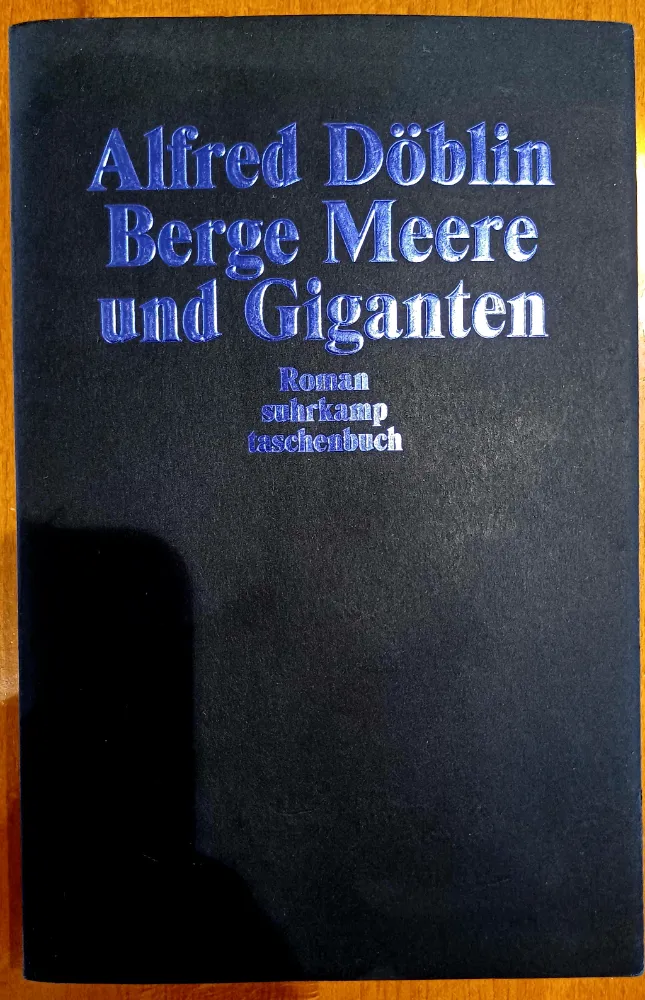 Alfred Döblin
Berge Meere
und Giganten
Roman
suhrkamp
taschenbuch